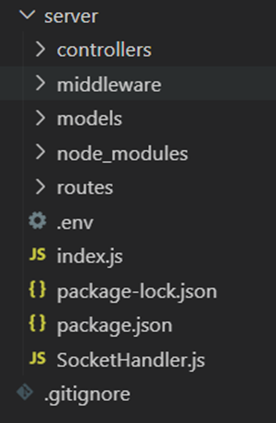 server
controllers
middleware
models
node_modules
routes
.env
JS index.js
{} package-lock.json
{} package.json
JS SocketHandler.js
.gitignore